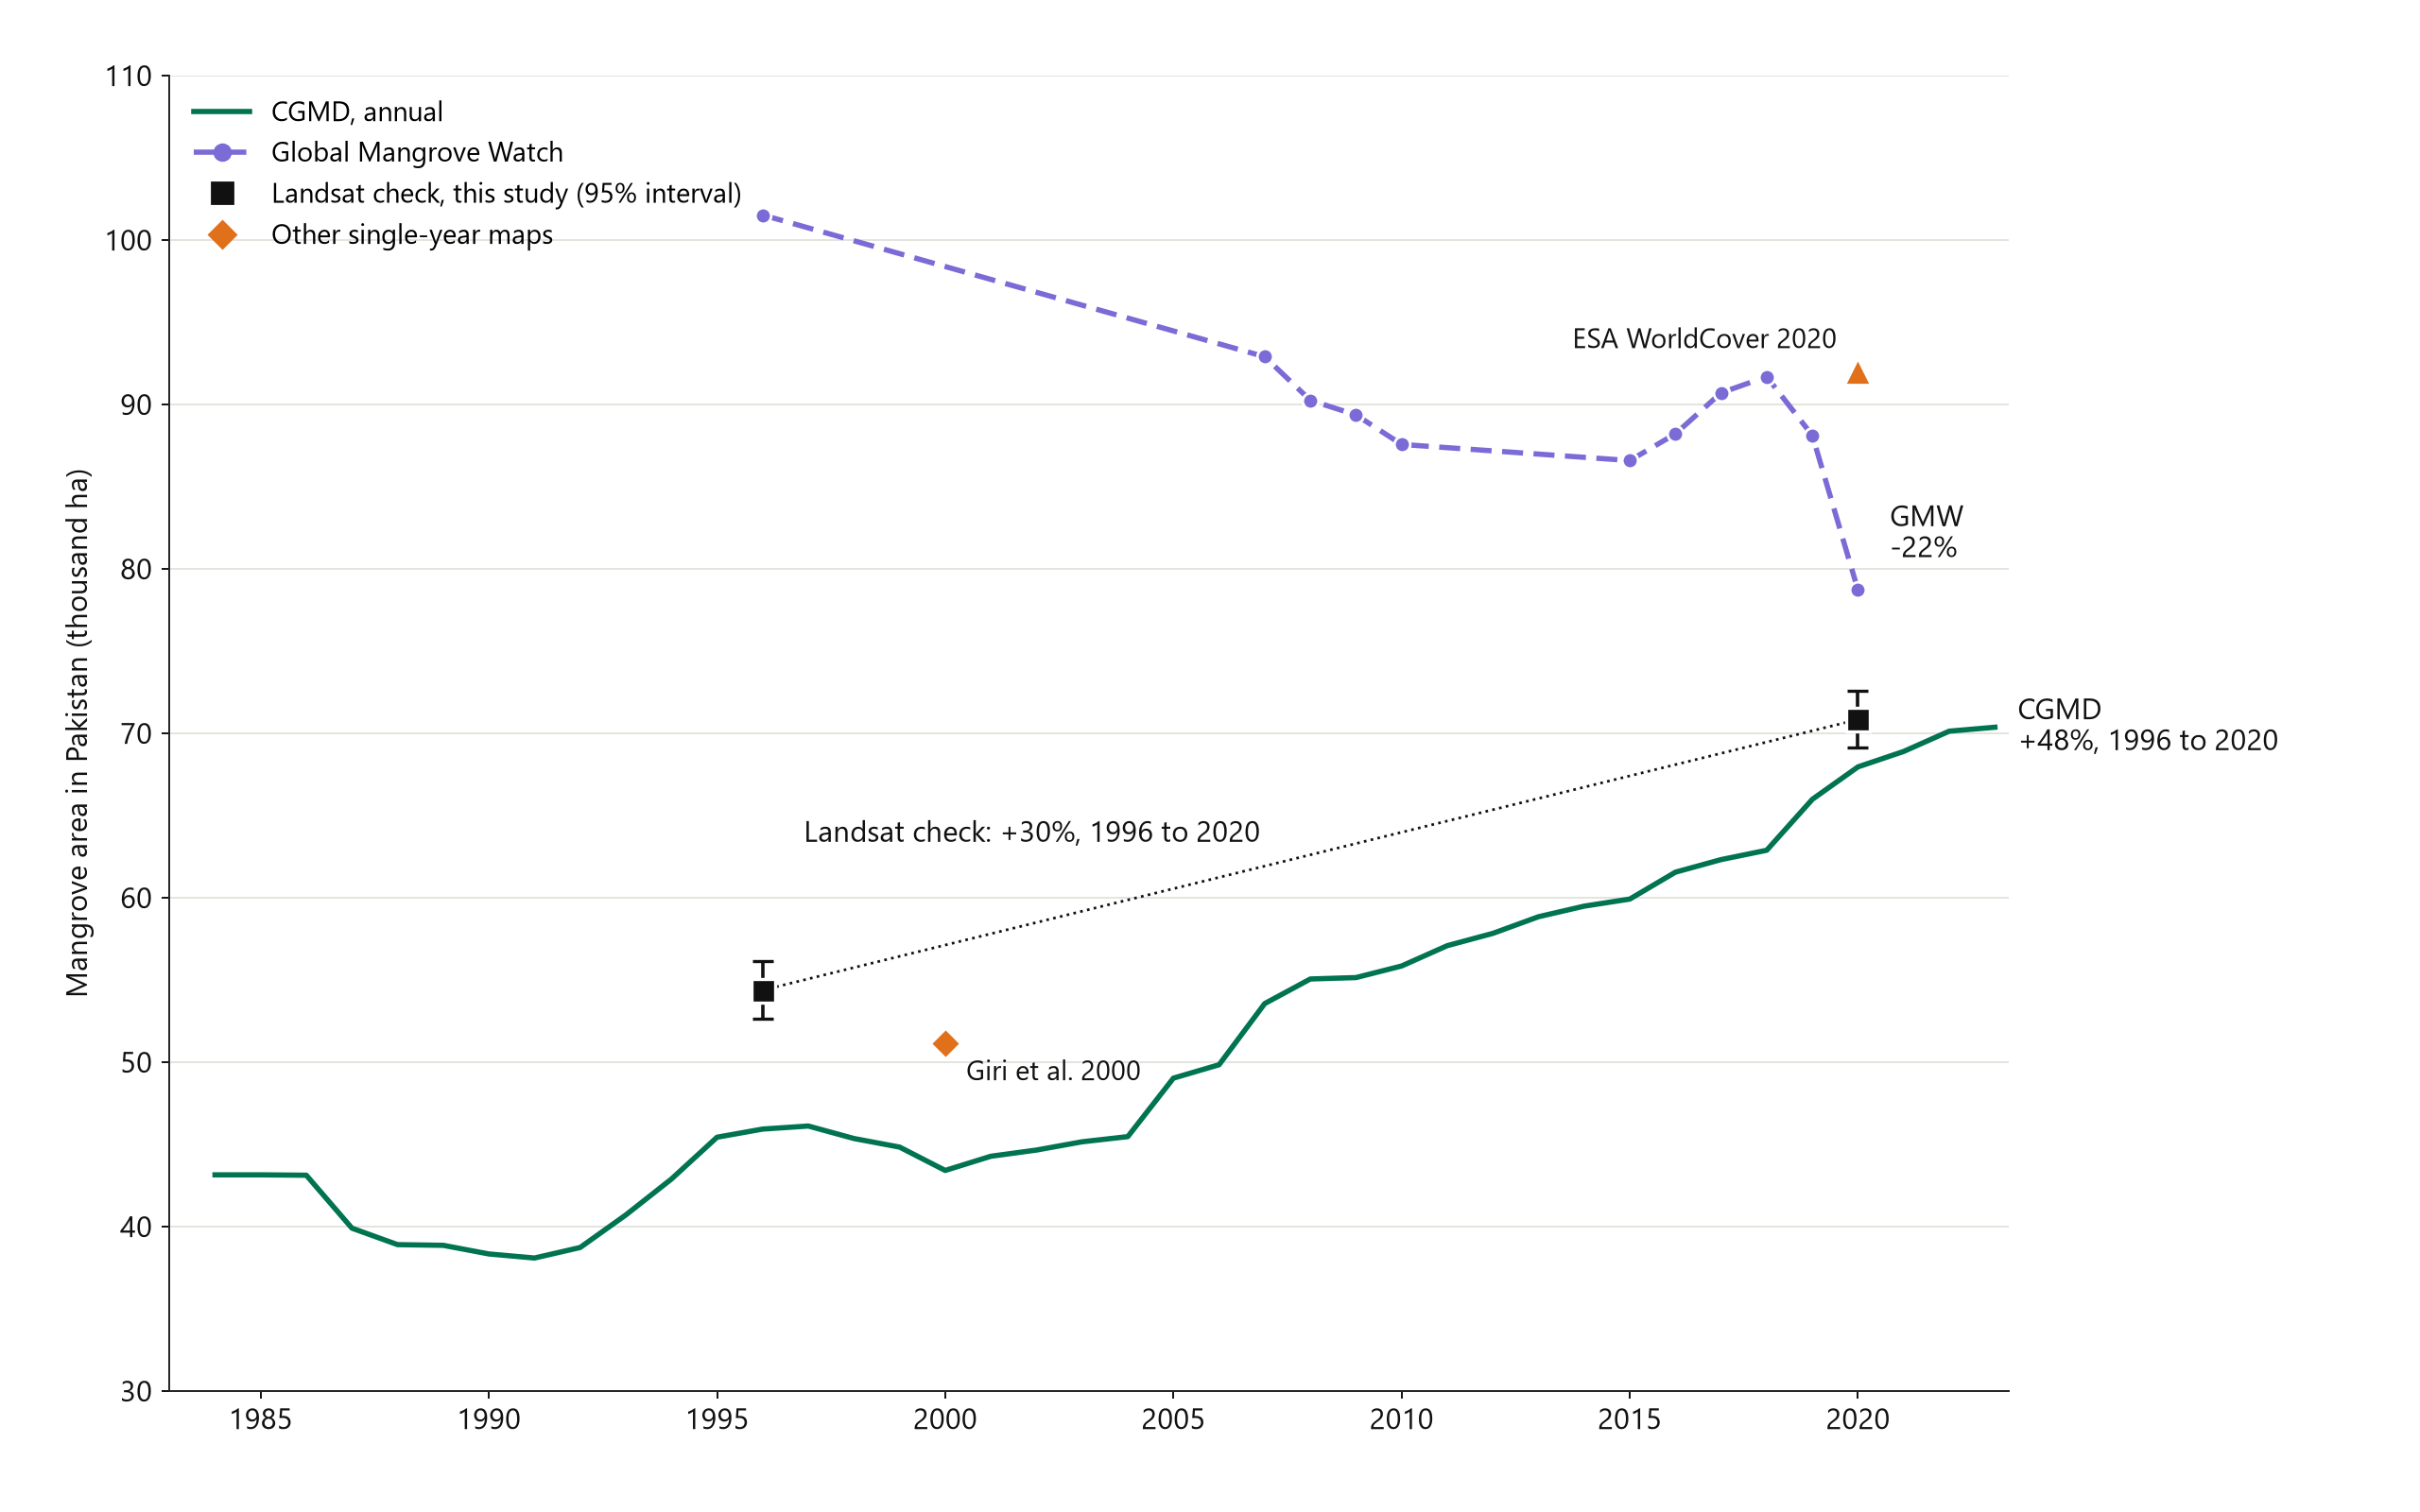 110
100
90
80
70
60
50
40
30
Mangrove area in Pakistan (thousand ha)
CGMD, annual
Global Mangrove Watch
Landsat check, this study (95% interval)
Other single-year maps
ESA WorldCover 2020
GMW
-22%
CGMD
+48%, 1996 to 2020
Landsat check: +30%, 1996 to 2020
Giri et al. 2000
1985
1990
1995
2000
2005
2010
2015
2020